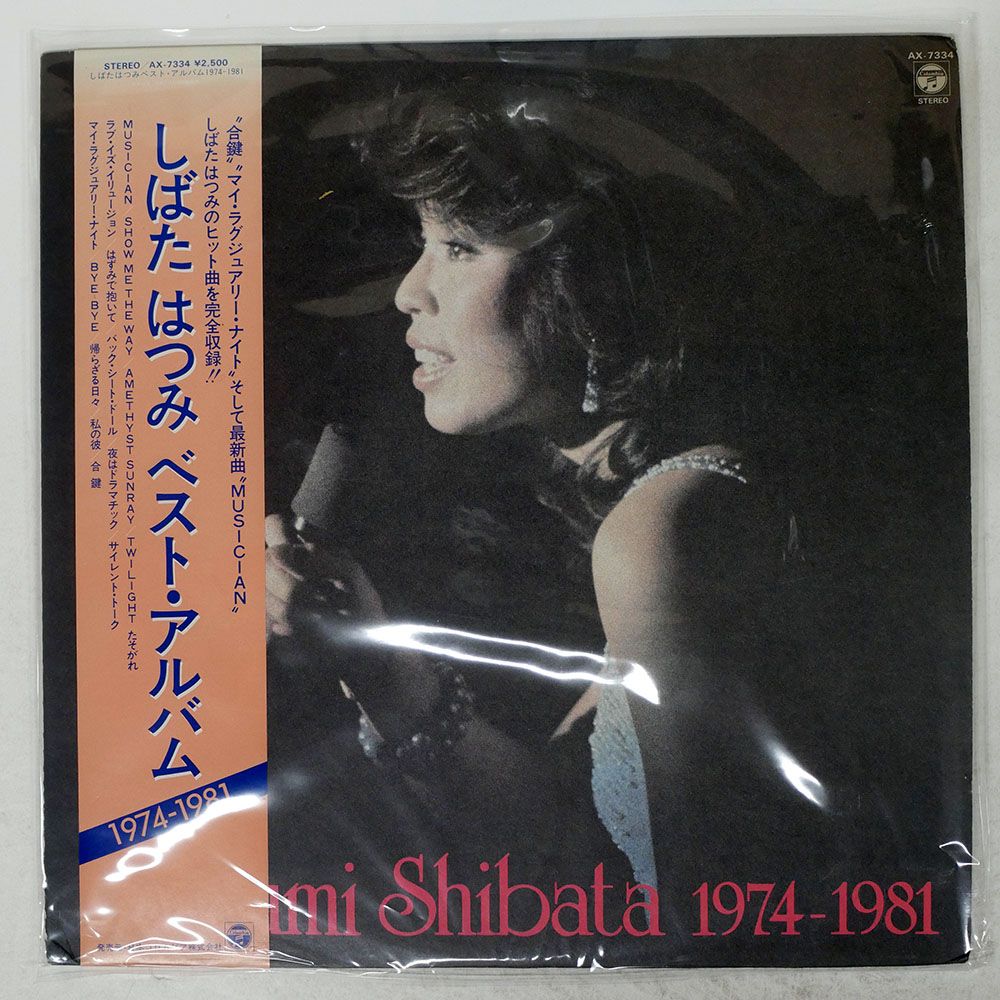 STEREO AX-7334 ¥2,500
しばたはつみベスト・アルバム1974-1981
"合鍵""マイ・ラグジュアリー・ナイト"そして最新曲"MUSICIAN"
しばた はつみのヒット曲を完全収録!!
しばた はつみ ベスト・アルバム
MUSICIAN SHOW ME THE WAY AMETHYST SUNRAY/TWILIGHT たそがれ
ラブ・イズ・イリュージョン/はずみで抱いて/バック・シート・ドール/夜はドラマチック/サイレント・トーク
マイ・ラグジュアリー・ナイト BYE-BYE 帰らざる日々/私の彼/合鍵
1974-1981
AX-7334
Columbia
STEREO
umi Shibata 1974-1981